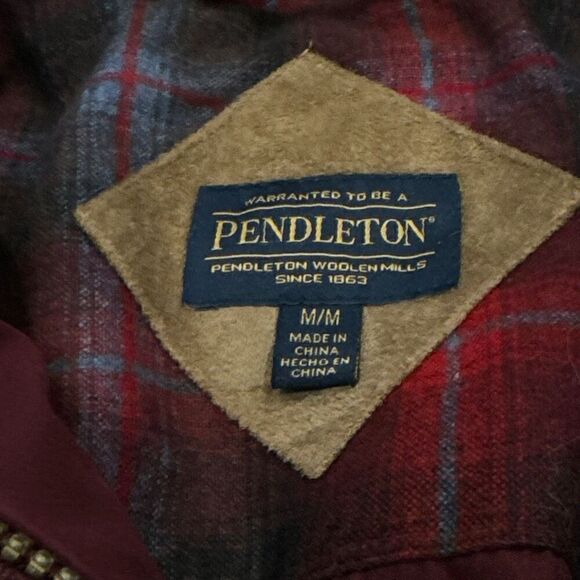 WARRANTED TO BE A
PENDLETON®
PENDLETON WOOLEN MILLS
SINCE 1863
M/M
MADE IN
CHINA
HECHO EN
CHINA